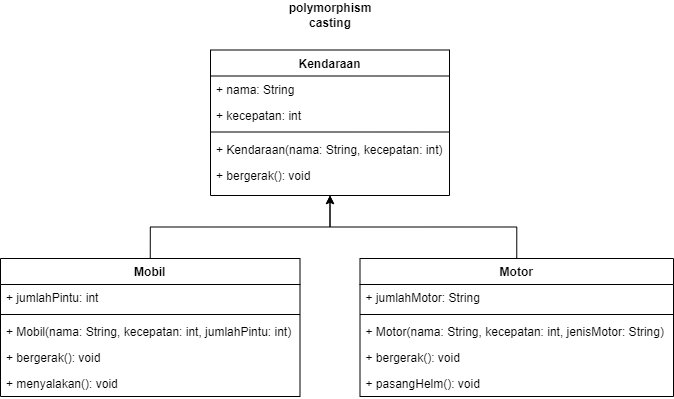 polymorphism
casting
Kendaraan
+ nama: String
+ kecepatan: int
+ Kendaraan(nama: String, kecepatan: int)
+ bergerak(): void
Mobil
+ jumlahPintu: int
+ Mobil(nama: String, kecepatan: int, jumlahPintu: int)
+ bergerak(): void
+ menyalakan(): void
Motor
+ jumlahMotor: String
+ Motor(nama: String, kecepatan: int, jenisMotor: String)
+ bergerak(): void
+ pasangHelm(): void